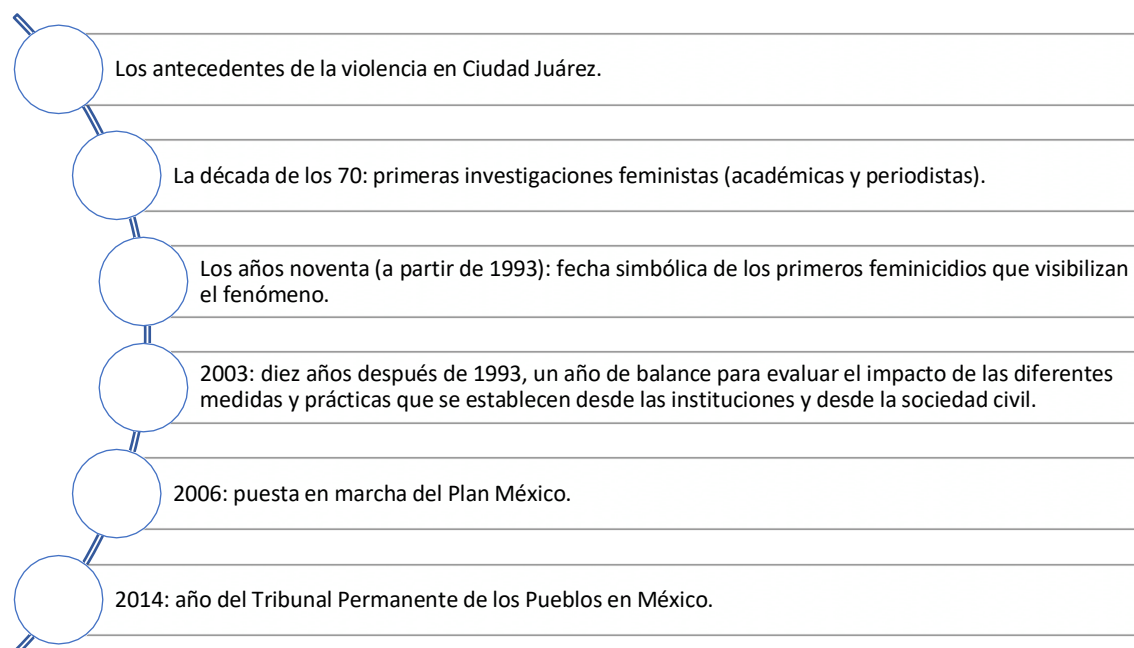 Los antecedentes de la violencia en Ciudad Juárez.
La década de los 70: primeras investigaciones feministas (académicas y periodistas).
Los años noventa (a partir de 1993): fecha simbólica de los primeros feminicidios que visibilizan
el fenómeno.
2003: diez años después de 1993, un año de balance para evaluar el impacto de las diferentes
medidas y prácticas que se establecen desde las instituciones y desde la sociedad civil.
2006: puesta en marcha del Plan México.
2014: año del Tribunal Permanente de los Pueblos en México.